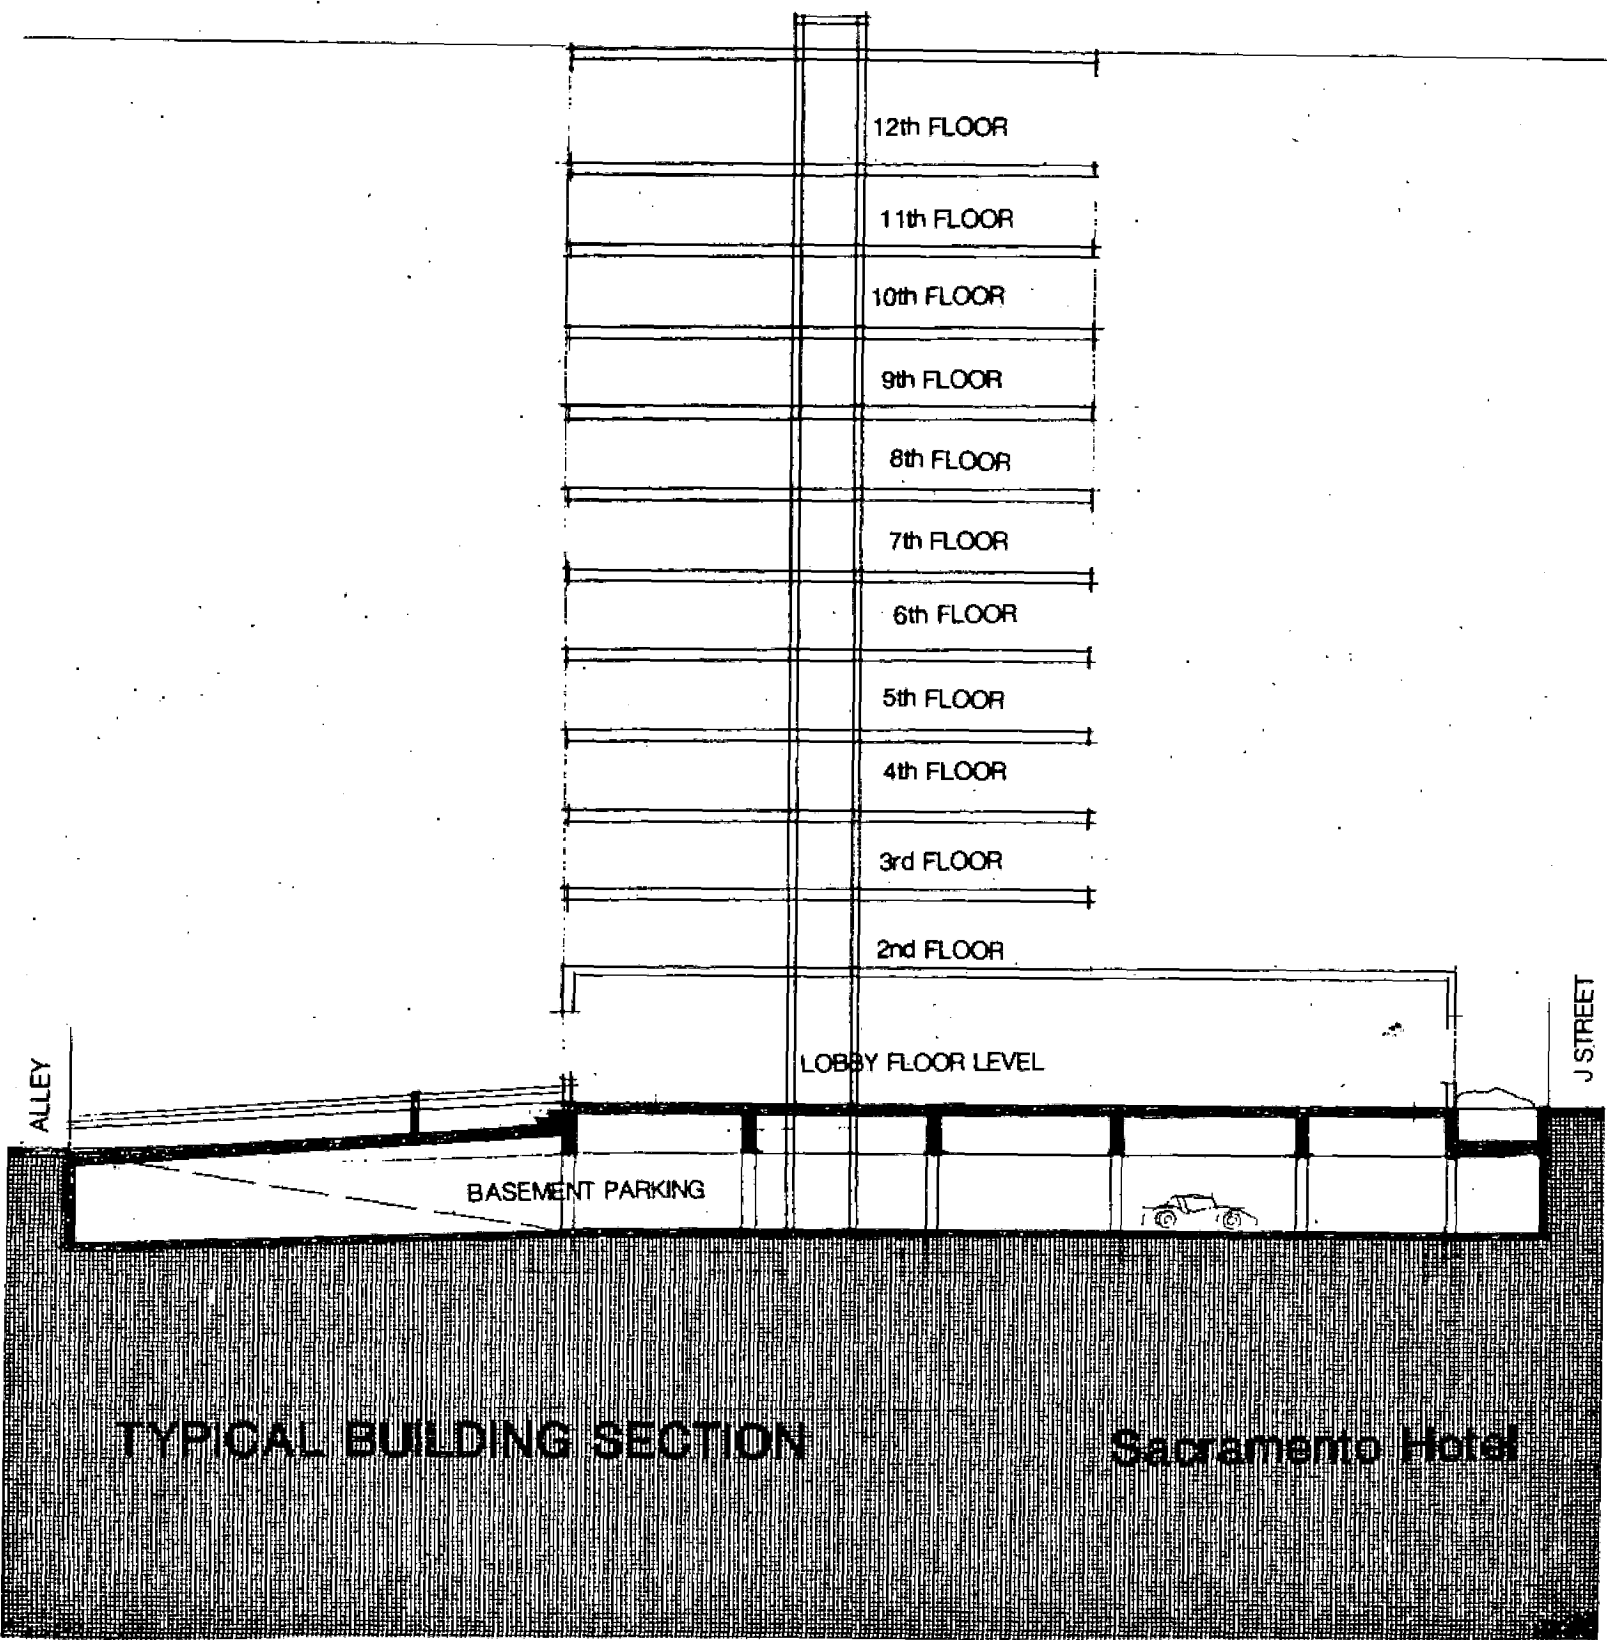 12th FLOOR
11th FLOOR
10th FLOOR
9th FLOOR
8th FLOOR
7th FLOOR
6th FLOOR
5th FLOOR
4th FLOOR
3rd FLOOR
2nd FLOOR
J STREET
LOBBY FLOOR LEVEL
ALLEY
BASEMENT PARKING
TYPICAL BUILDING SECTION
Sacramento Hotel